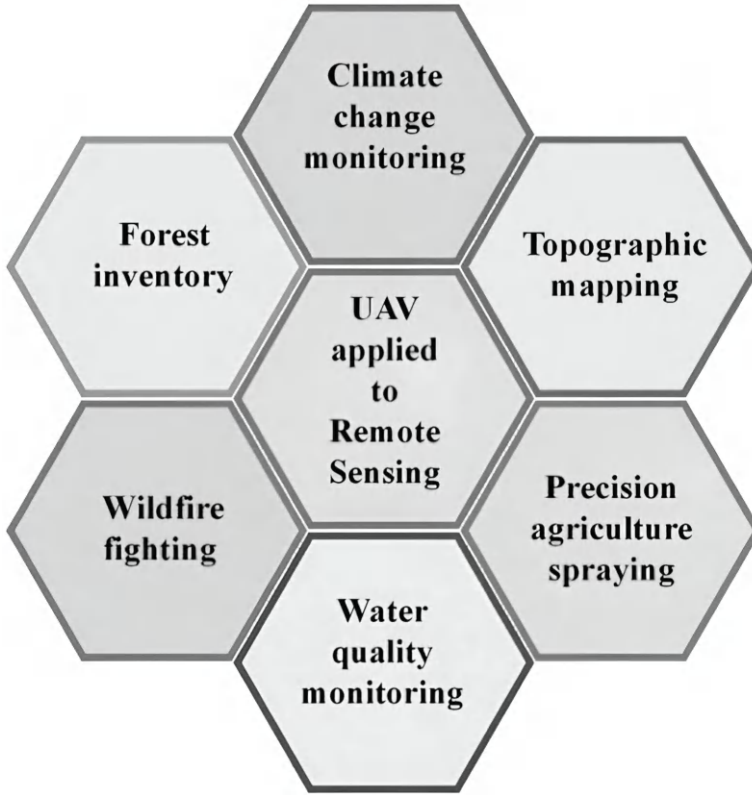 Climate
change
monitoring
Forest
inventory
Topographic
mapping
UAV
applied
to
Remote
Sensing
Wildfire
fighting
Precision
agriculture
spraying
Water
quality
monitoring